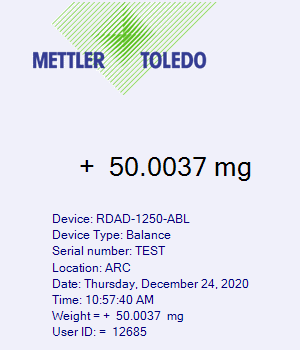 METTLER TOLEDO
+ 50.0037 mg
Device: RDAD-1250-ABL
Device Type: Balance
Serial number: TEST
Location: ARC
Date: Thursday, December 24, 2020
Time: 10:57:40 AM
Weight = + 50.0037 mg
User ID: = 12685